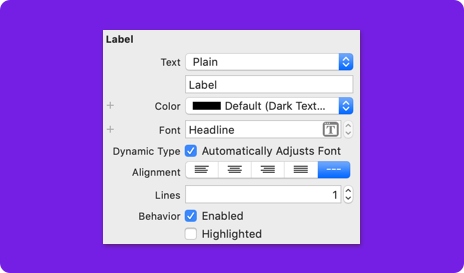 Label
Text Plain
Label
Color Default (Dark Text...
Font Headline T
Dynamic Type Automatically Adjusts Font
Alignment ---
Lines 1
Behavior Enabled
Highlighted